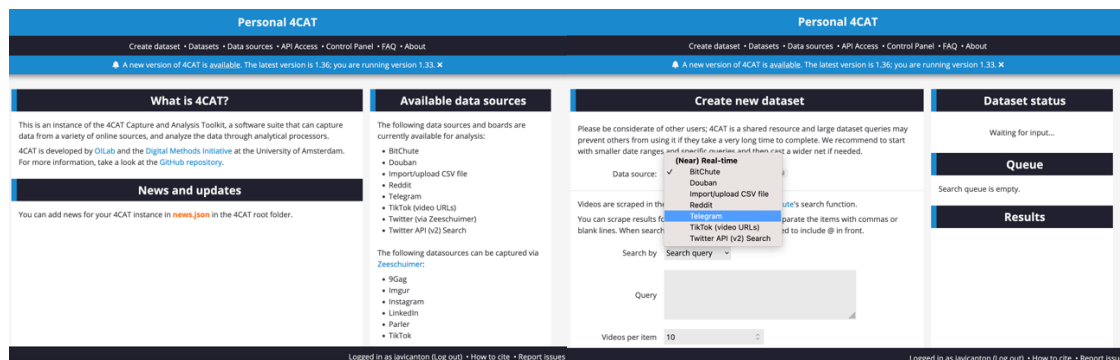 Personal 4CAT
Create dataset • Datasets • Data sources • API Access • Control Panel • FAQ • About
A new version of 4CAT is available. The latest version is 1.36; you are running version 1.33. ✕
What is 4CAT?
This is an instance of the 4CAT Capture and Analysis Toolkit, a software suite that can capture
data from a variety of online sources, and analyze the data through analytical processors.
4CAT is developed by OILab and the Digital Methods Initiative at the University of Amsterdam.
For more information, take a look at the GitHub repository.
News and updates
You can add news for your 4CAT instance in news.json in the 4CAT root folder.
Available data sources
The following data sources and boards are
currently available for analysis:
• BitChute
• Douban
• Import/upload CSV file
• Reddit
• Telegram
• TikTok (video URLs)
• Twitter (via Zeeschuimer)
• Twitter API (v2) Search
The following datasources can be captured via
Zeeschuimer:
• 9Gag
• Imgur
• Instagram
• LinkedIn
• Parler
• TikTok
Logged in as javicanton (Log out) • How to cite • Report issues
Personal 4CAT
Create dataset • Datasets • Data sources • API Access • Control Panel • FAQ • About
A new version of 4CAT is available. The latest version is 1.36; you are running version 1.33. ✕
Create new dataset
Please be considerate of other users; 4CAT is a shared resource and large dataset queries may
prevent others from using it if they take a very long time to complete. We recommend to start
with smaller date ranges and specific queries and then cast a wider net if needed.
Data source:
(Near) Real-time
✓ BitChute
Douban
Import/upload CSV file
Reddit
Telegram
TikTok (video URLs)
Twitter API (v2) Search
Videos are scraped in the ute's search function.
You can scrape results fo parate the items with commas or
blank lines. When search ed to include @ in front.
Search by Search query
Query
Videos per item 10
Dataset status
Waiting for input...
Queue
Search queue is empty.
Results
Logged in as javicanton (Log out) • How to cite • Report issu